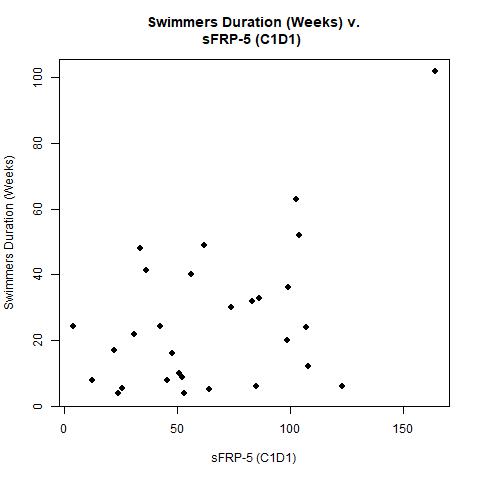 Swimmers Duration (Weeks) v.
sFRP-5 (C1D1)
Swimmers Duration (Weeks)
100
80
60
40
20
0
0 50 100 150
sFRP-5 (C1D1)